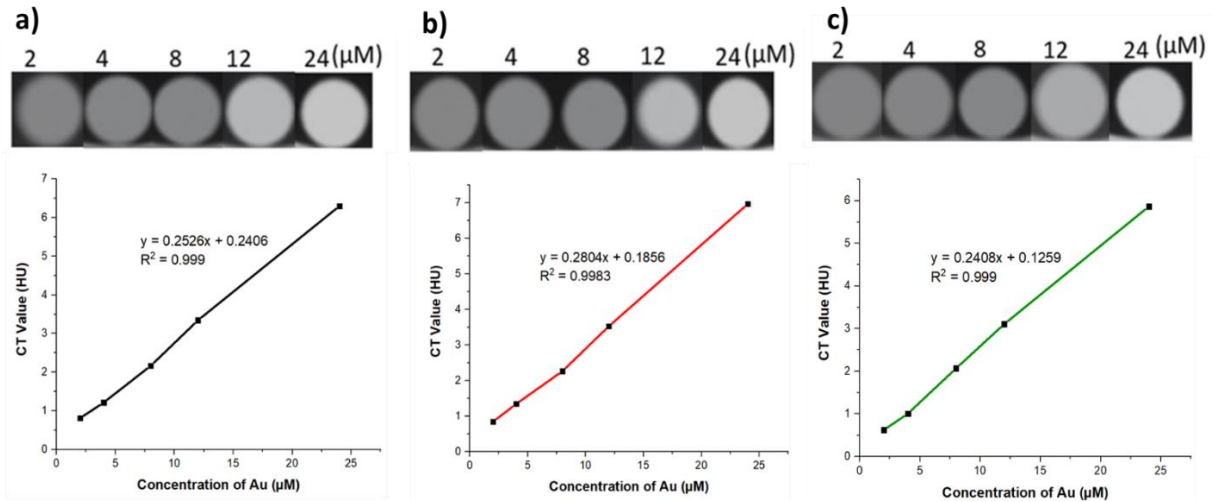 a)
2 4 8 12 24 (μM)
7
6
5
4
3
2
1
0
CT Value (HU)
y = 0.2526x + 0.2406
R² = 0.999
0 5 10 15 20 25
Concentration of Au (μM)
b)
2 4 8 12 24 (μM)
8
7
6
5
4
3
2
1
0
CT Value (HU)
y = 0.2804x + 0.1856
R² = 0.9983
0 5 10 15 20 25
Concentration of Au (μM)
c)
2 4 8 12 24 (μM)
6
5
4
3
2
1
0
CT Value (HU)
y = 0.2408x + 0.1259
R² = 0.999
0 5 10 15 20 25
Concentration of Au (μM)